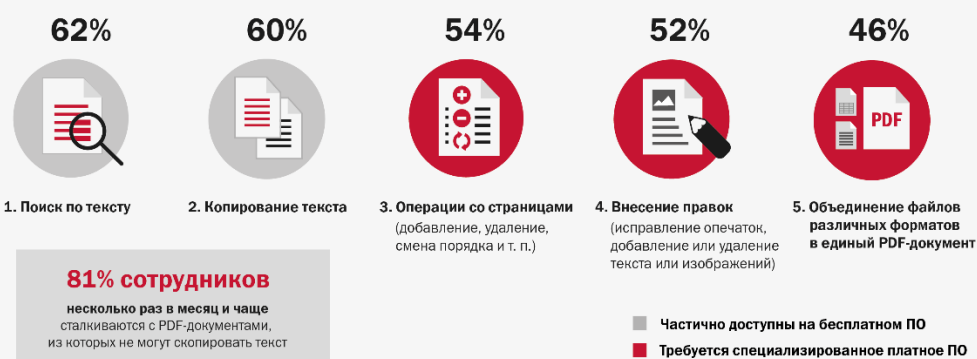 62%
60%
54%
52%
46%
PDF
1. Поиск по тексту
2. Копирование текста
3. Операции со страницами
(добавление, удаление,
смена порядка и т. п.)
4. Внесение правок
(исправление опечаток,
добавление или удаление
текста или изображений)
5. Объединение файлов
различных форматов
в единый PDF-документ
81% сотрудников
несколько раз в месяц и чаще
сталкиваются с PDF-документами,
из которых не могут скопировать текст
Частично доступны на бесплатном ПО
Требуется специализированное платное ПО